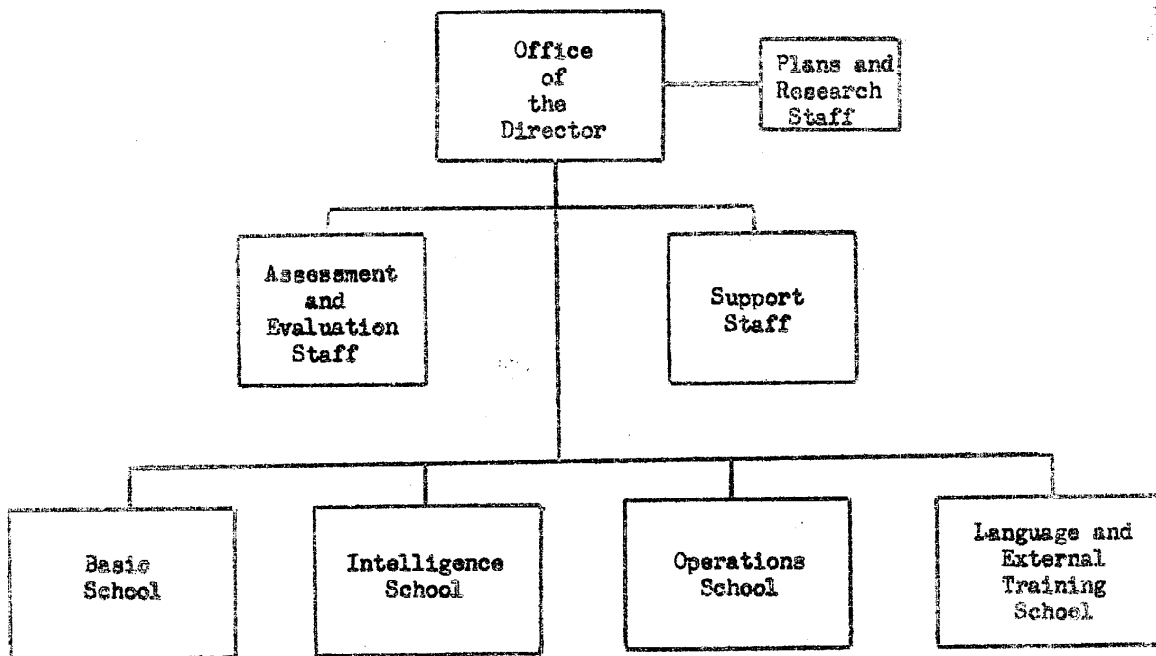 Office
of
the
Director
Plans and
Research
Staff
Assessment
and
Evaluation
Staff
Support
Staff
Basic
School
Intelligence
School
Operations
School
Language and
External
Training
School